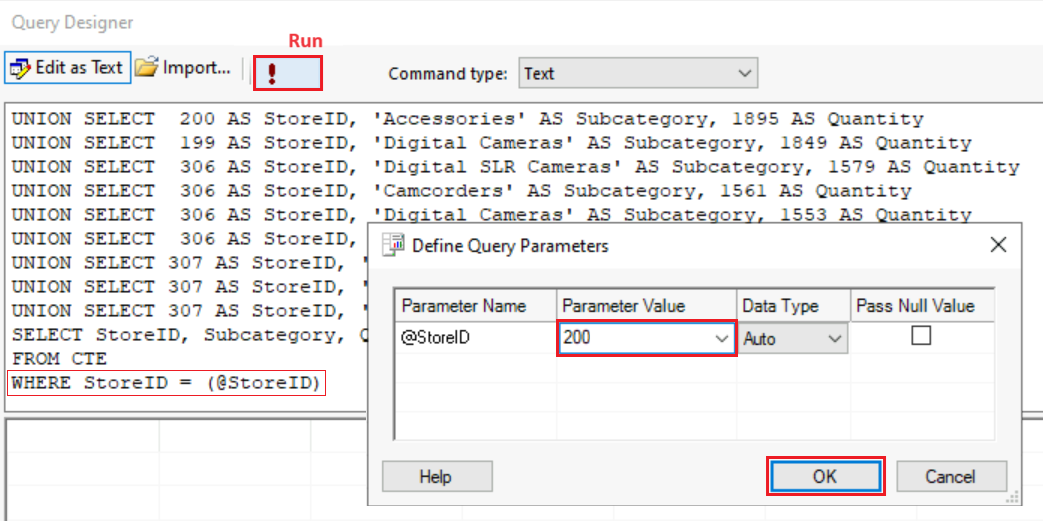 Query Designer
Run
Edit as Text Import... Command type: Text
UNION SELECT  200 AS StoreID, 'Accessories' AS Subcategory, 1895 AS Quantity
UNION SELECT  199 AS StoreID, 'Digital Cameras' AS Subcategory, 1849 AS Quantity
UNION SELECT  306 AS StoreID, 'Digital SLR Cameras' AS Subcategory, 1579 AS Quantity
UNION SELECT  306 AS StoreID, 'Camcorders' AS Subcategory, 1561 AS Quantity
UNION SELECT  306 AS StoreID, 'Digital Cameras' AS Subcategory, 1553 AS Quantity
UNION SELECT  306 AS StoreID,
UNION SELECT 307 AS StoreID, '
UNION SELECT 307 AS StoreID, '
UNION SELECT 307 AS StoreID, '
SELECT StoreID, Subcategory, Q
FROM CTE
WHERE StoreID = (@StoreID)
Define Query Parameters
Parameter Name Parameter Value Data Type Pass Null Value
@StoreID 200 Auto
Help OK Cancel